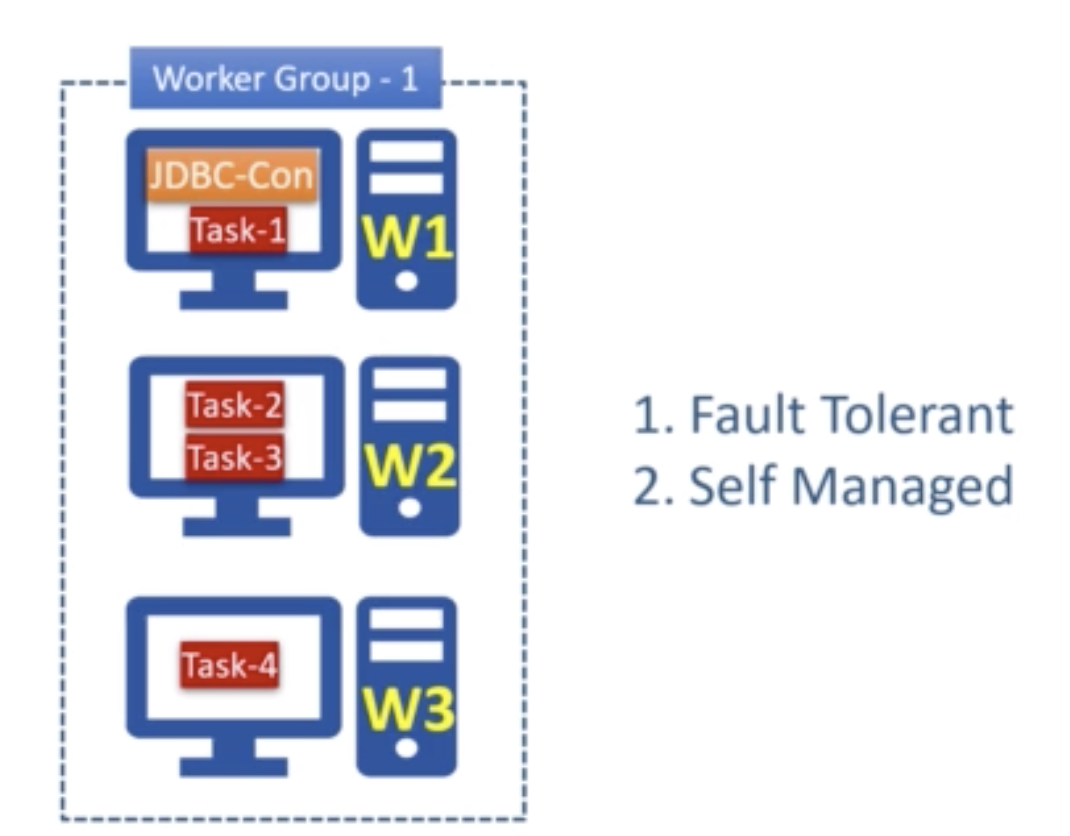 Worker Group - 1
JDBC-Con
Task-1
W1
Task-2
Task-3
W2
Task-4
W3
1. Fault Tolerant
2. Self Managed